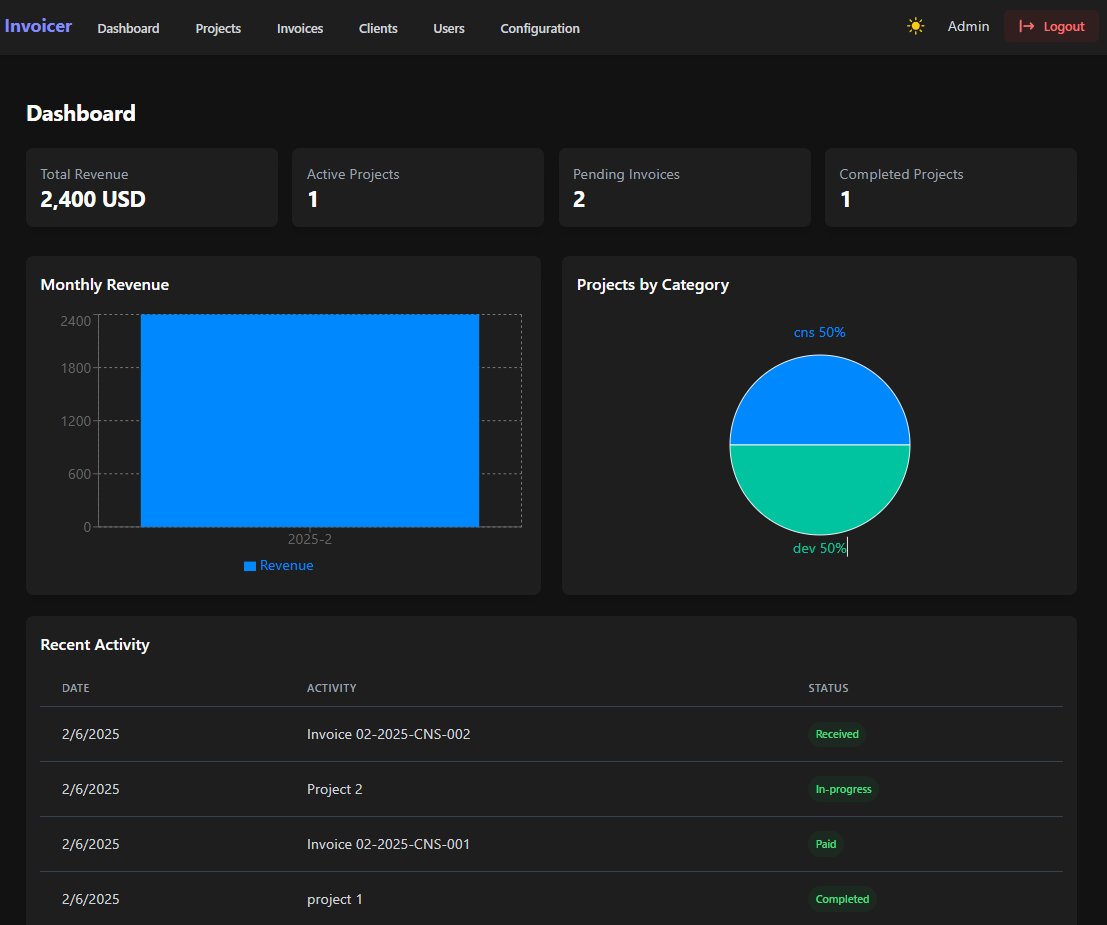 Invoicer Dashboard Projects Invoices Clients Users Configuration Admin Logout
Dashboard
Total Revenue
2,400 USD
Active Projects
1
Pending Invoices
2
Completed Projects
1
Monthly Revenue
2400
1800
1200
600
0
2025-2
Revenue
Projects by Category
cns 50%
dev 50%
Recent Activity
DATE ACTIVITY STATUS
2/6/2025 Invoice 02-2025-CNS-002 Received
2/6/2025 Project 2 In-progress
2/6/2025 Invoice 02-2025-CNS-001 Paid
2/6/2025 project 1 Completed